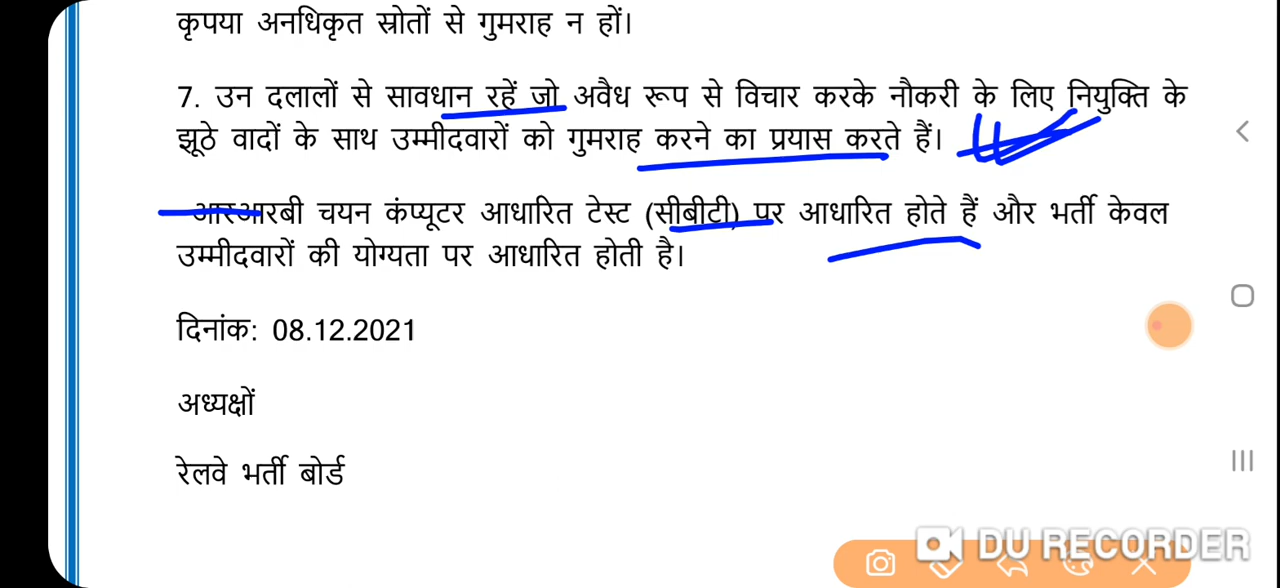 कृपया अनधिकृत स्रोतों से गुमराह न हों।
7. उन दलालों से सावधान रहें जो अवैध रूप से विचार करके नौकरी के लिए नियुक्ति के
झूठे वादों के साथ उम्मीदवारों को गुमराह करने का प्रयास करते हैं।
आरआरबी चयन कंप्यूटर आधारित टेस्ट (सीबीटी) पर आधारित होते हैं और भर्ती केवल
उम्मीदवारों की योग्यता पर आधारित होती है।
दिनांक: 08.12.2021
अध्यक्षों
रेलवे भर्ती बोर्ड
DU RECORDER